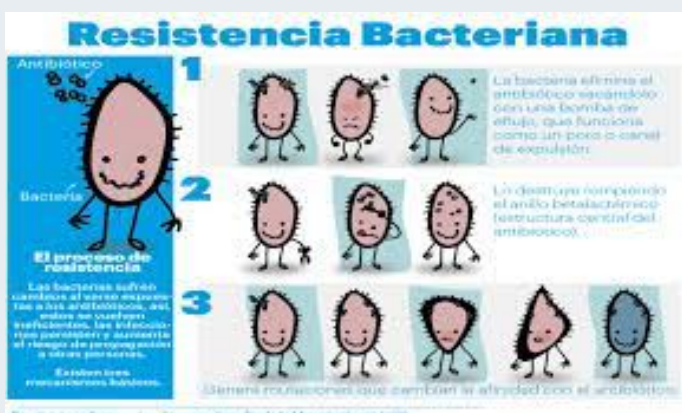 Resistencia Bacteriana
Antibiótico
Bacteria
El proceso de
resistencia
Las bacterias sufren
cambios al verse expues-
tas a los antibióticos, así,
estos se vuelven
ineficientes, las infeccio-
nes persisten y aumenta
el riesgo de propagación
a otras personas.
Existen tres
mecanismos básicos.
1
La bacteria elimina el
antibiótico sacándolo
con una bomba de
eflujo, que funciona
como un poro o canal
de expulsión
2
Lo destruye rompiendo
el anillo betalactámico
(estructura central del
antibiótico).
3
Genera mutaciones que cambian la afinidad con el antibiótico